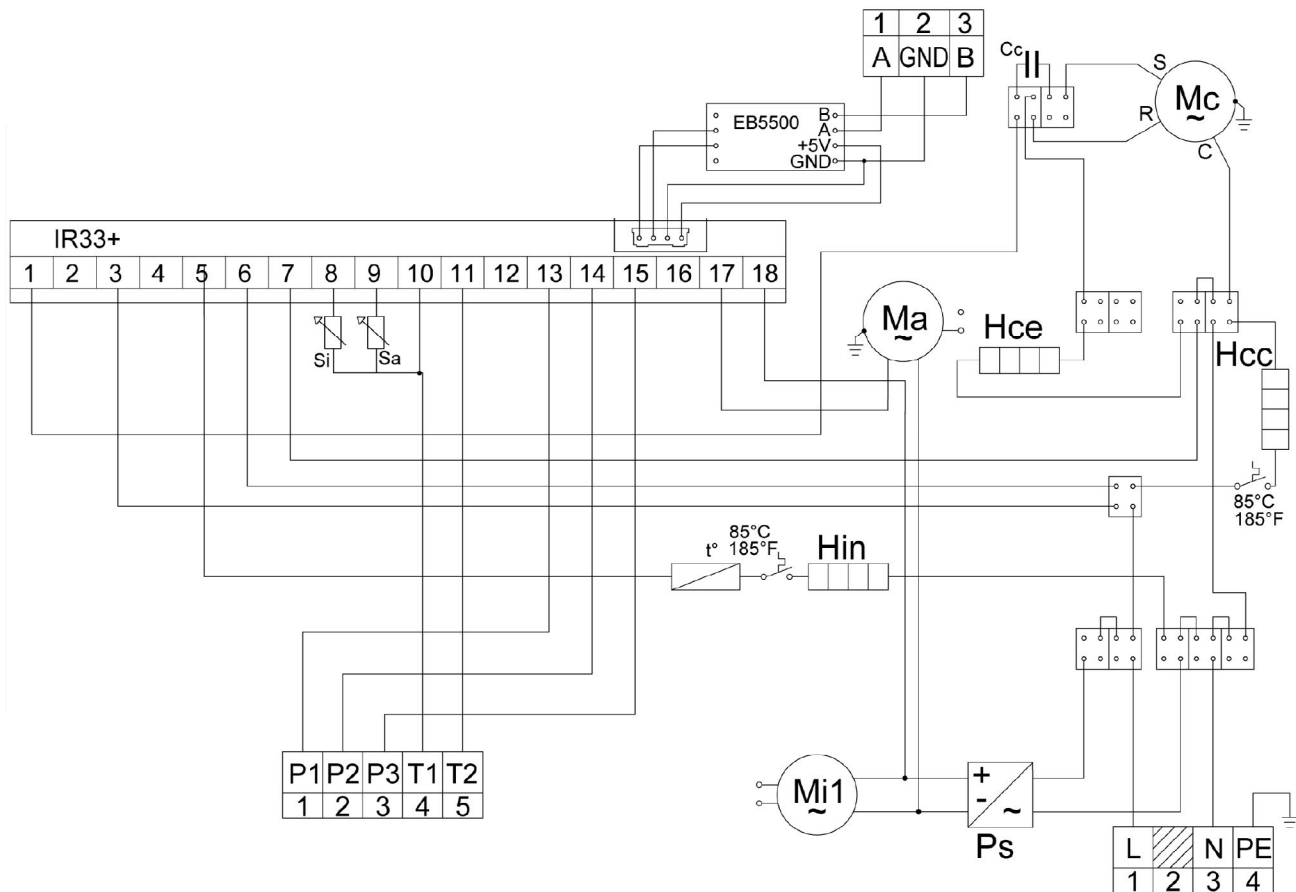 1 2 3
A GND B
Cc
S
Mc
~
R
C
EB5500
B
A
+5V
GND
IR33+
1 2 3 4 5 6 7 8 9 10 11 12 13 14 15 16 17 18
Si
Sa
Ma
~
Hce
Hcc
85°C
185°F
t°
85°C
185°F
Hin
P1 P2 P3 T1 T2
1 2 3 4 5
Mi1
~
+
-
~
Ps
L N PE
1 2 3 4